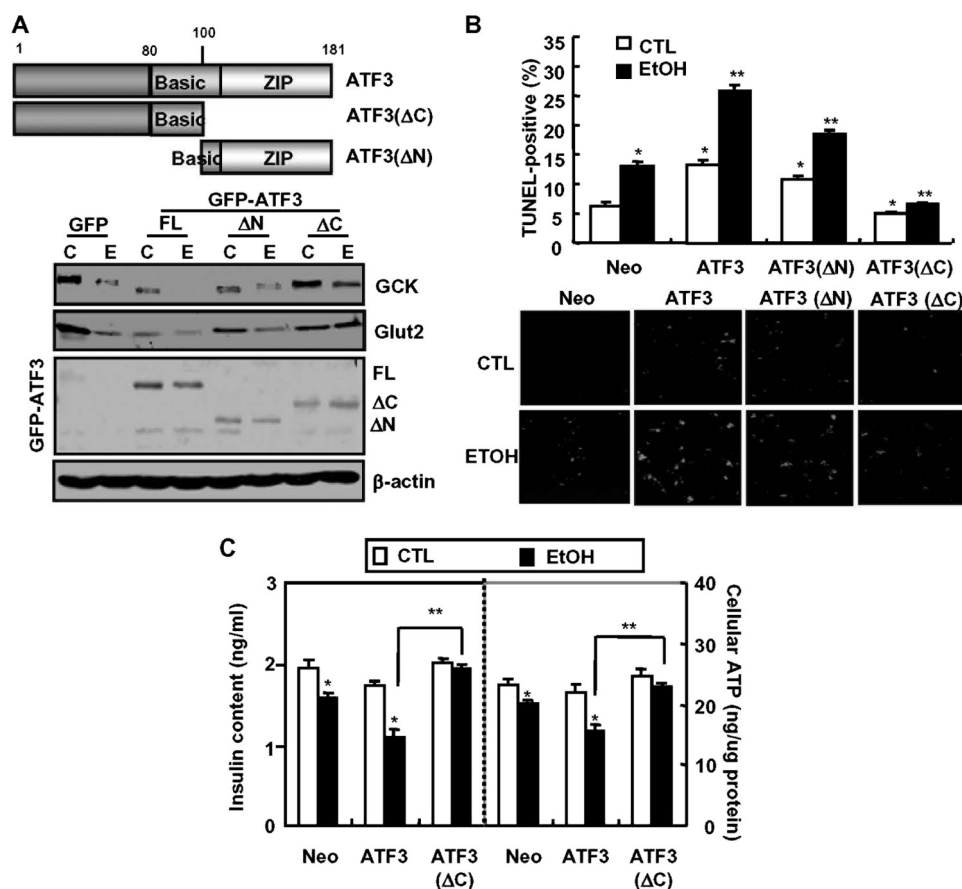 A
1 80 100 181
Basic ZIP ATF3
Basic ATF3(ΔC)
Basic ZIP ATF3(ΔN)
GFP-ATF3
GFP FL ΔN ΔC
C E C E C E C E
GCK
Glut2
GFP-ATF3
FL
ΔC
ΔN
β-actin
B
CTL
EtOH
TUNEL-positive (%)
35
30
25
20
15
10
5
0
* * ** * ** * **
Neo ATF3 ATF3(ΔN) ATF3(ΔC)
Neo ATF3 ATF3 (ΔN) ATF3 (ΔC)
CTL
ETOH
C
CTL EtOH
Insulin content (ng/ml)
3
2
1
0
* * **
* * **
Cellular ATP (ng/ug protein)
40
30
20
10
0
Neo ATF3 ATF3 Neo ATF3 ATF3
(ΔC) (ΔC)